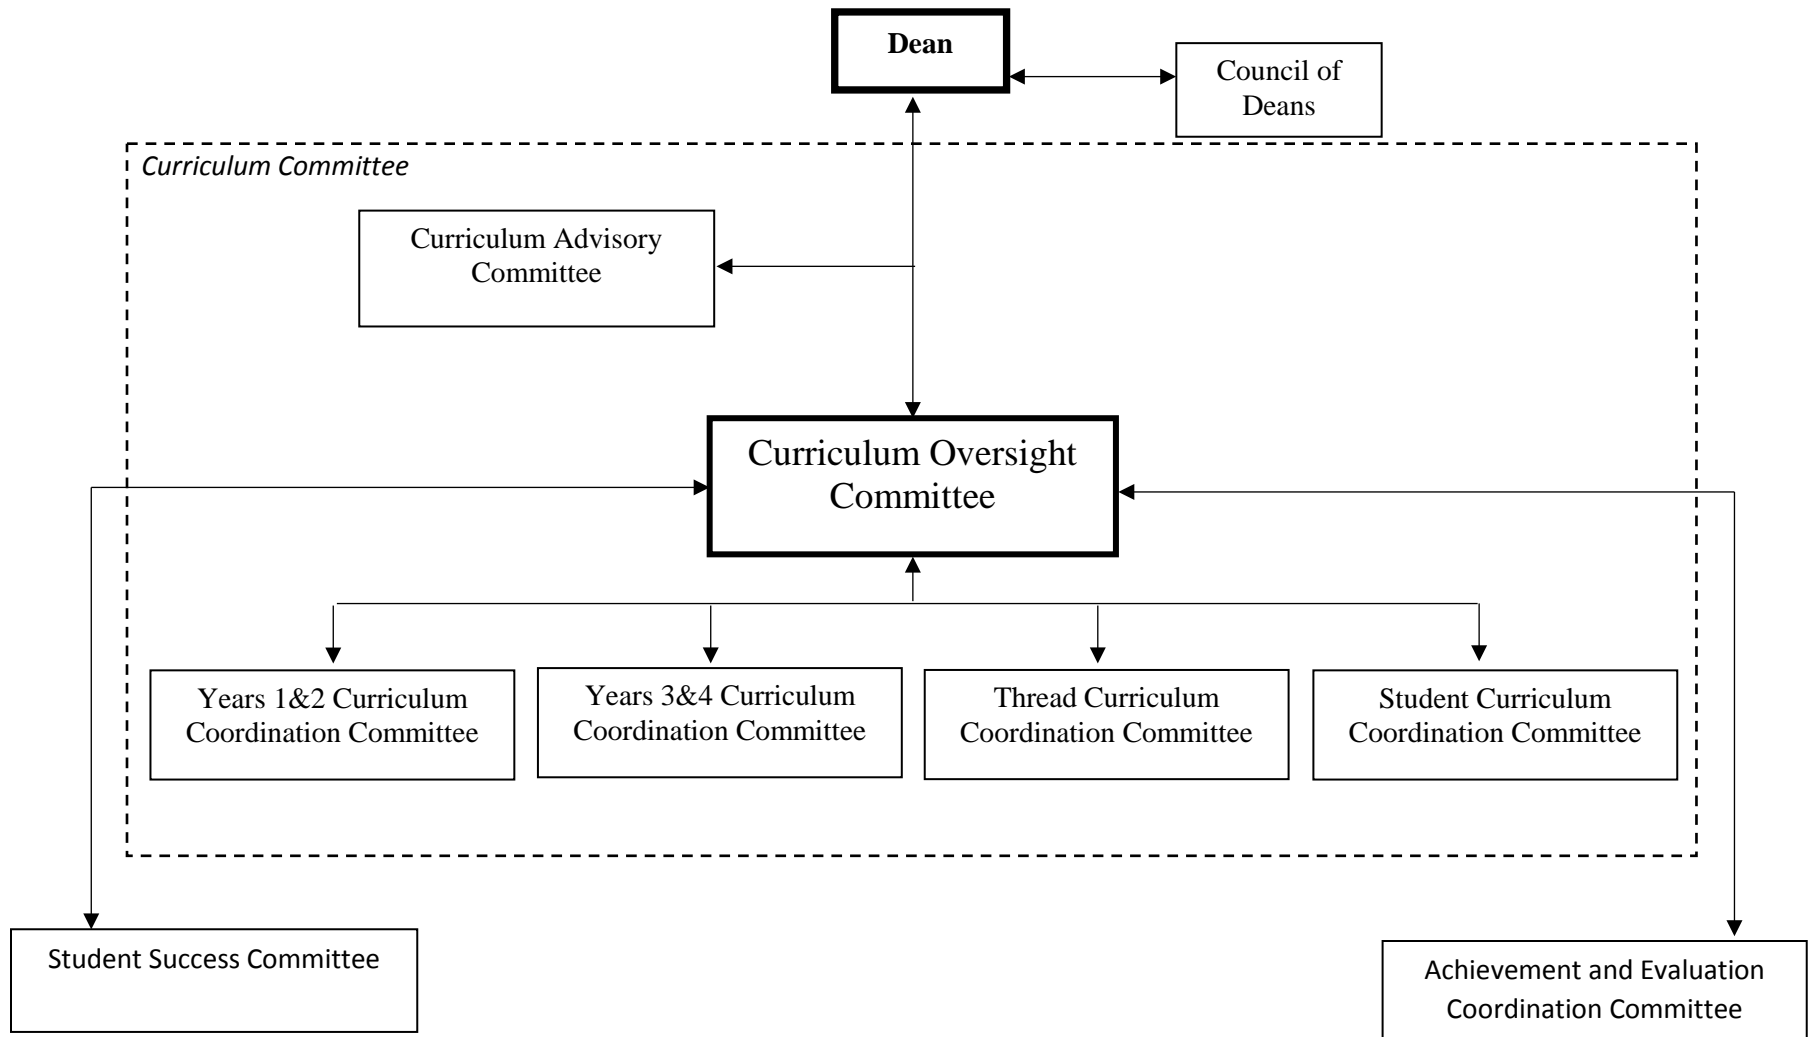 Dean
Council of
Deans
Curriculum Committee
Curriculum Advisory
Committee
Curriculum Oversight
Committee
Years 1&2 Curriculum
Coordination Committee
Years 3&4 Curriculum
Coordination Committee
Thread Curriculum
Coordination Committee
Student Curriculum
Coordination Committee
Student Success Committee
Achievement and Evaluation
Coordination Committee